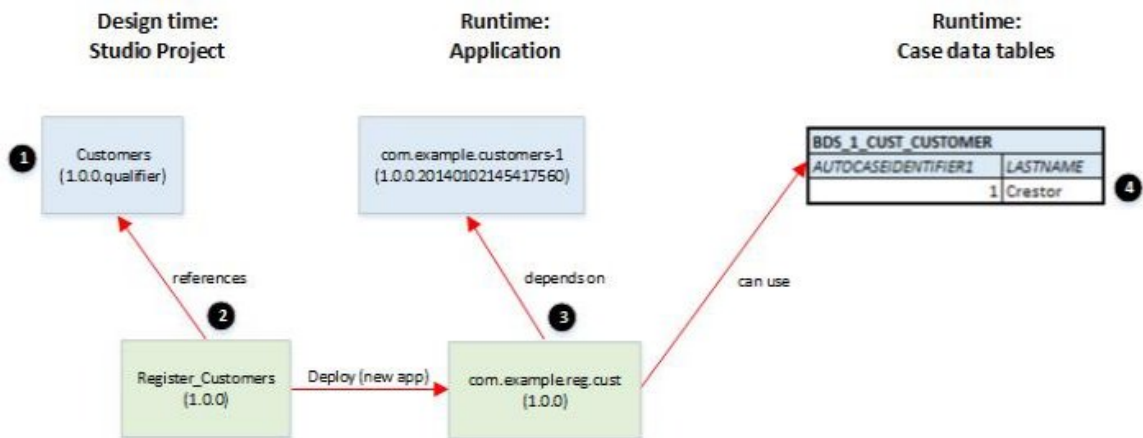 Design time:
Studio Project
Runtime:
Application
Runtime:
Case data tables
1
Customers
(1.0.0.qualifier)
com.example.customers-1
(1.0.0.20140102145417560)
BDS_1_CUST_CUSTOMER
AUTOCASEIDENTIFIER1 LASTNAME
1 Crestor
4
references
depends on
can use
2
3
Register_Customers
(1.0.0)
Deploy (new app)
com.example.reg.cust
(1.0.0)